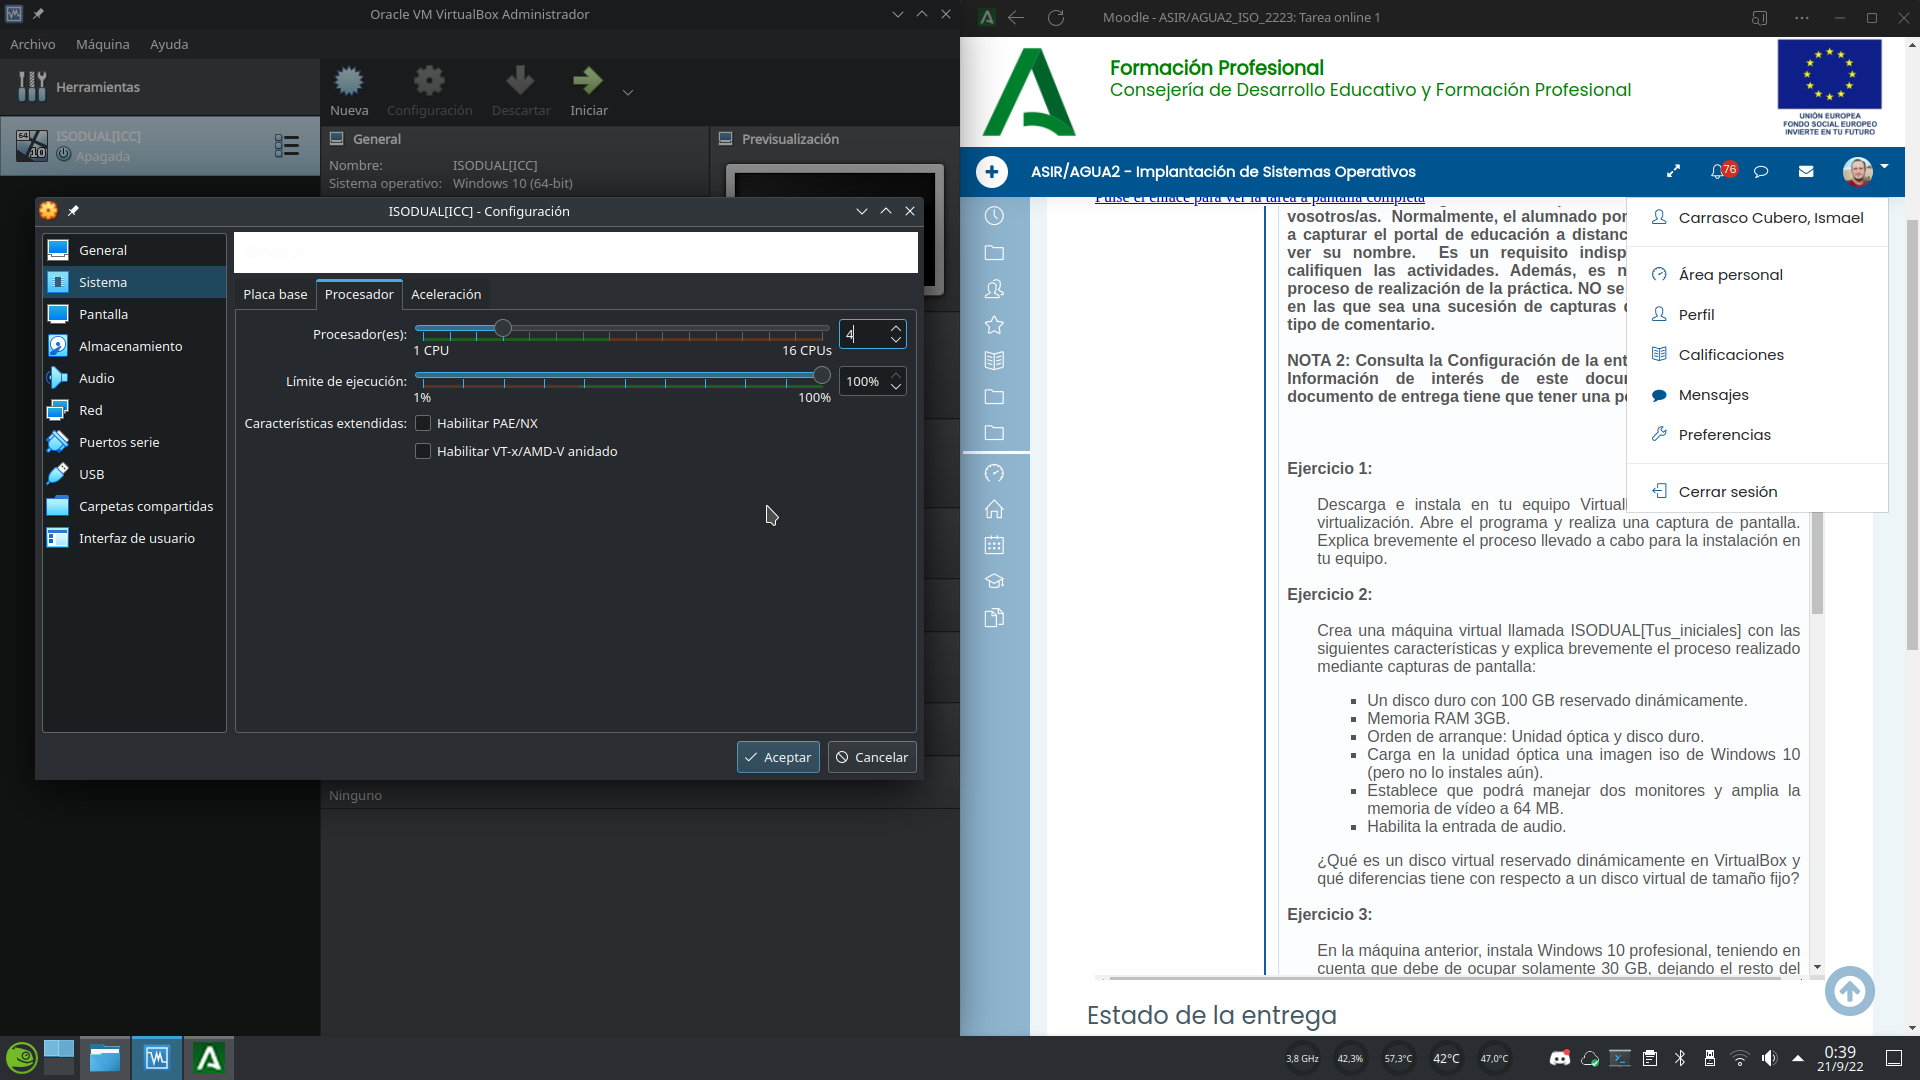 Oracle VM VirtualBox Administrador
Archivo Máquina Ayuda
Herramientas
Nueva Configuración Descartar Iniciar
ISODUAL[ICC]
Apagada
64
10
General
Nombre: ISODUAL[ICC]
Sistema operativo: Windows 10 (64-bit)
Previsualización
ISODUAL[ICC] - Configuración
General
Sistema
Pantalla
Almacenamiento
Audio
Red
Puertos serie
USB
Carpetas compartidas
Interfaz de usuario
Placa base Procesador Aceleración
Procesador(es): 4
1 CPU 16 CPUs
Límite de ejecución: 100%
1% 100%
Características extendidas: Habilitar PAE/NX
Habilitar VT-x/AMD-V anidado
Aceptar Cancelar
Ninguno
Moodle - ASIR/AGUA2_ISO_2223: Tarea online 1
Formación Profesional
Consejería de Desarrollo Educativo y Formación Profesional
UNIÓN EUROPEA
FONDO SOCIAL EUROPEO
INVIERTE EN TU FUTURO
ASIR/AGUA2 - Implantación de Sistemas Operativos
76
Pulse el enlace para ver la tarea a pantalla completa
vosotros/as. Normalmente, el alumnado por
a capturar el portal de educación a distanc
ver su nombre. Es un requisito indisp
califiquen las actividades. Además, es n
proceso de realización de la práctica. NO se
en las que sea una sucesión de capturas
tipo de comentario.
NOTA 2: Consulta la Configuración de la ent
Información de interés de este docu
documento de entrega tiene que tener una p
Carrasco Cubero, Ismael
Área personal
Perfil
Calificaciones
Mensajes
Preferencias
Cerrar sesión
Ejercicio 1:
Descarga e instala en tu equipo Virtual
virtualización. Abre el programa y realiza una captura de pantalla.
Explica brevemente el proceso llevado a cabo para la instalación en
tu equipo.
Ejercicio 2:
Crea una máquina virtual llamada ISODUAL[Tus_iniciales] con las
siguientes características y explica brevemente el proceso realizado
mediante capturas de pantalla:
Un disco duro con 100 GB reservado dinámicamente.
Memoria RAM 3GB.
Orden de arranque: Unidad óptica y disco duro.
Carga en la unidad óptica una imagen iso de Windows 10
(pero no lo instales aún).
Establece que podrá manejar dos monitores y amplia la
memoria de vídeo a 64 MB.
Habilita la entrada de audio.
¿Qué es un disco virtual reservado dinámicamente en VirtualBox y
qué diferencias tiene con respecto a un disco virtual de tamaño fijo?
Ejercicio 3:
En la máquina anterior, instala Windows 10 profesional, teniendo en
cuenta que debe de ocupar solamente 30 GB, dejando el resto del
Estado de la entrega
3,8 GHz 42,3% 57,3°C 42°C 47,0°C
0:39
21/9/22